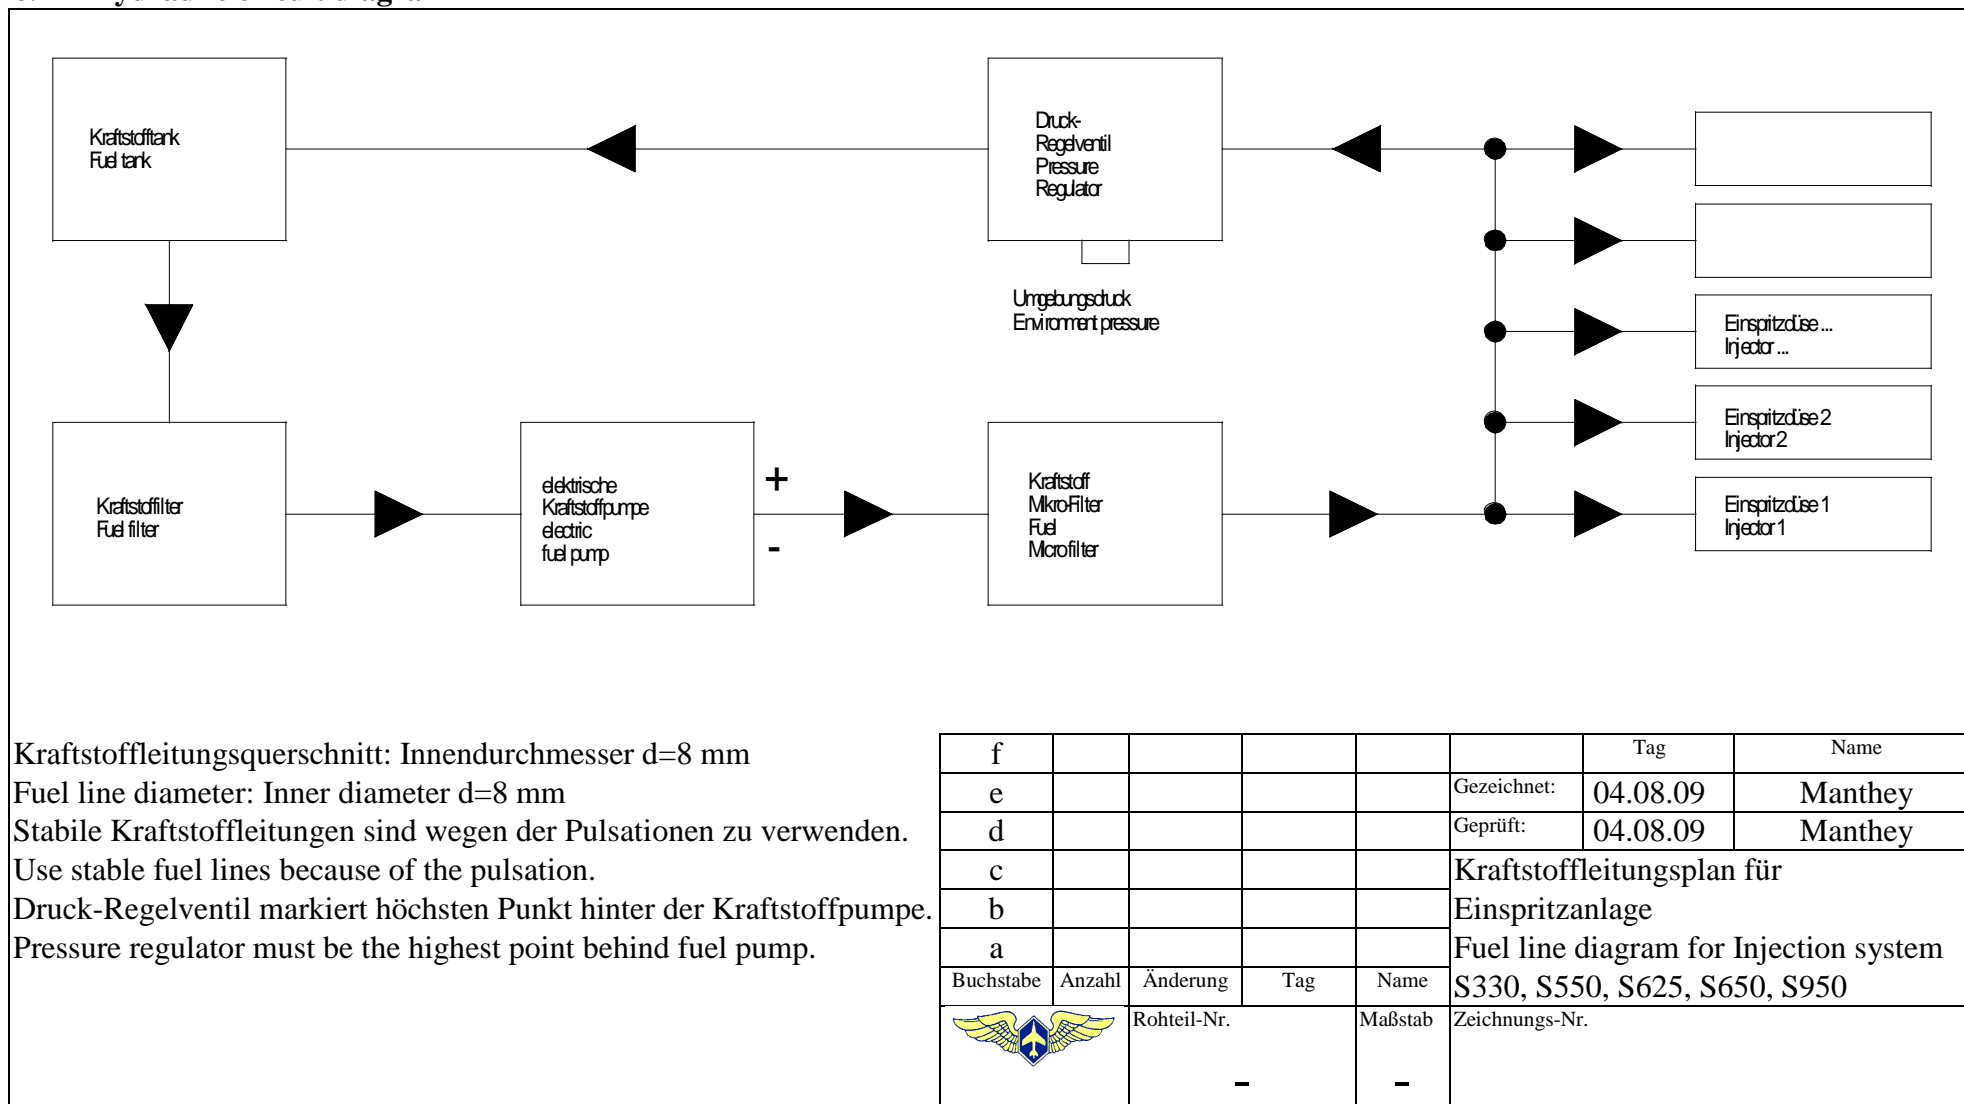 Kraftstofftank
Fuel tank
Druck-
Regelventil
Pressure
Regulator
Umgebungsdruck
Environment pressure
Einspritzdüse ...
Injector ...
Einspritzdüse 2
Injector 2
Einspritzdüse 1
Injector 1
Kraftstoffilter
Fuel filter
elektrische
Kraftstoffpumpe
electric
fuel pump
+
-
Kraftstoff
Mikro-Filter
Fuel
Microfilter
Kraftstoffleitungsquerschnitt: Innendurchmesser d=8 mm
Fuel line diameter: Inner diameter d=8 mm
Stabile Kraftstoffleitungen sind wegen der Pulsationen zu verwenden.
Use stable fuel lines because of the pulsation.
Druck-Regelventil markiert höchsten Punkt hinter der Kraftstoffpumpe.
Pressure regulator must be the highest point behind fuel pump.
f
e
d
c
b
a
Buchstabe Anzahl Änderung Tag Name
Tag Name
Gezeichnet: 04.08.09 Manthey
Geprüft: 04.08.09 Manthey
Kraftstoffleitungsplan für
Einspritzanlage
Fuel line diagram for Injection system
S330, S550, S625, S650, S950
Rohteil-Nr. Maßstab Zeichnungs-Nr.
- -